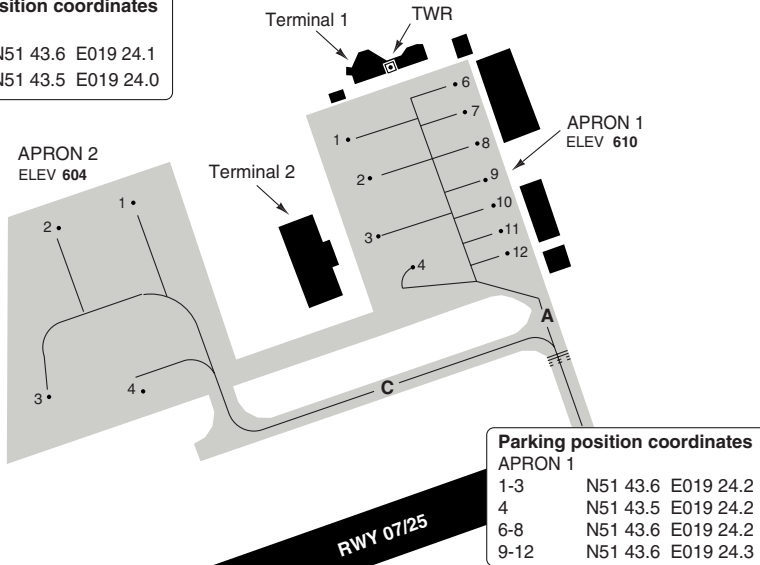 osition coordinates
N51 43.6 E019 24.1
N51 43.5 E019 24.0
Terminal 1
TWR
6
7
1
8
APRON 1
ELEV 610
APRON 2
ELEV 604
Terminal 2
2
9
1
10
2
3
11
4
12
A
3
4
C
Parking position coordinates
APRON 1
1-3 N51 43.6 E019 24.2
4 N51 43.5 E019 24.2
6-8 N51 43.6 E019 24.2
9-12 N51 43.6 E019 24.3
RWY 07/25